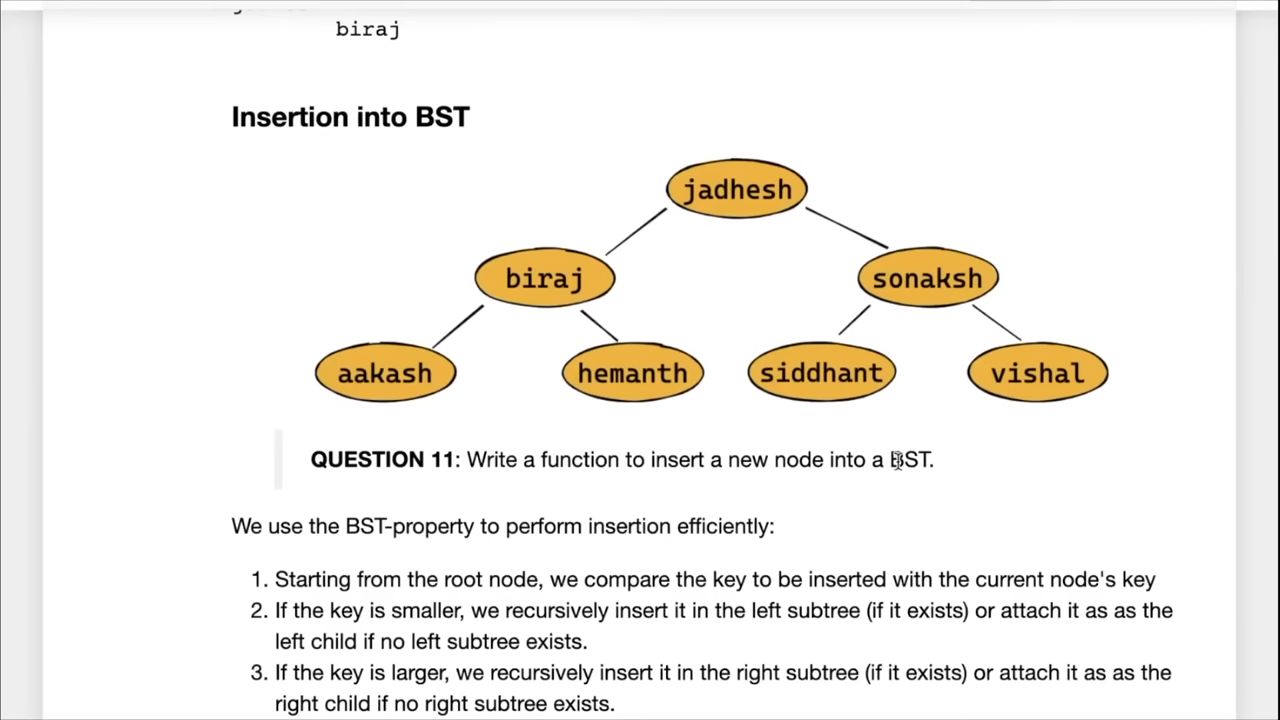 biraj
Insertion into BST
jadhesh
biraj
sonaksh
aakash
hemanth
siddhant
vishal
QUESTION 11: Write a function to insert a new node into a BST.
We use the BST-property to perform insertion efficiently:
1. Starting from the root node, we compare the key to be inserted with the current node's key
2. If the key is smaller, we recursively insert it in the left subtree (if it exists) or attach it as as the
left child if no left subtree exists.
3. If the key is larger, we recursively insert it in the right subtree (if it exists) or attach it as as the
right child if no right subtree exists.